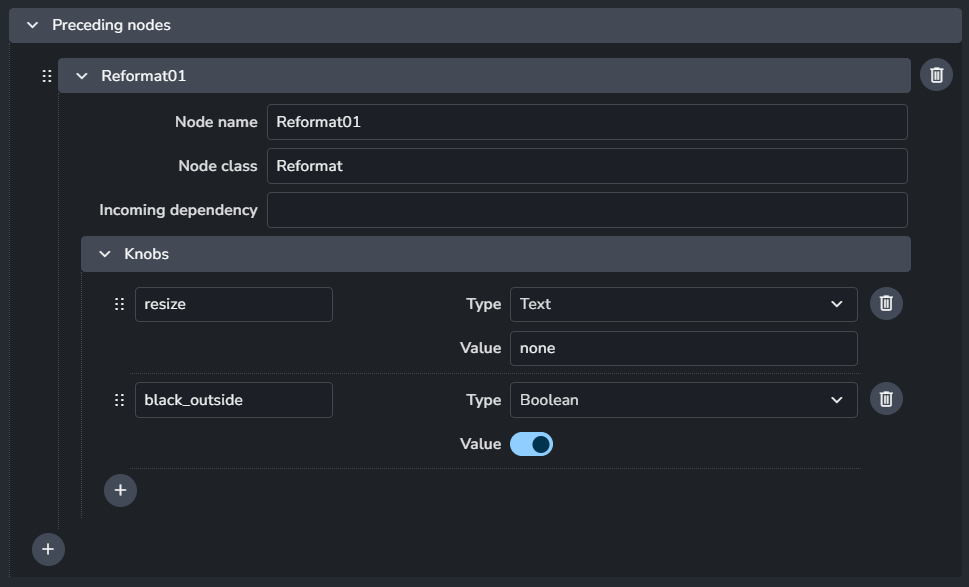 Preceding nodes
Reformat01
Node name Reformat01
Node class Reformat
Incoming dependency
Knobs
resize Type Text
Value none
black_outside Type Boolean
Value